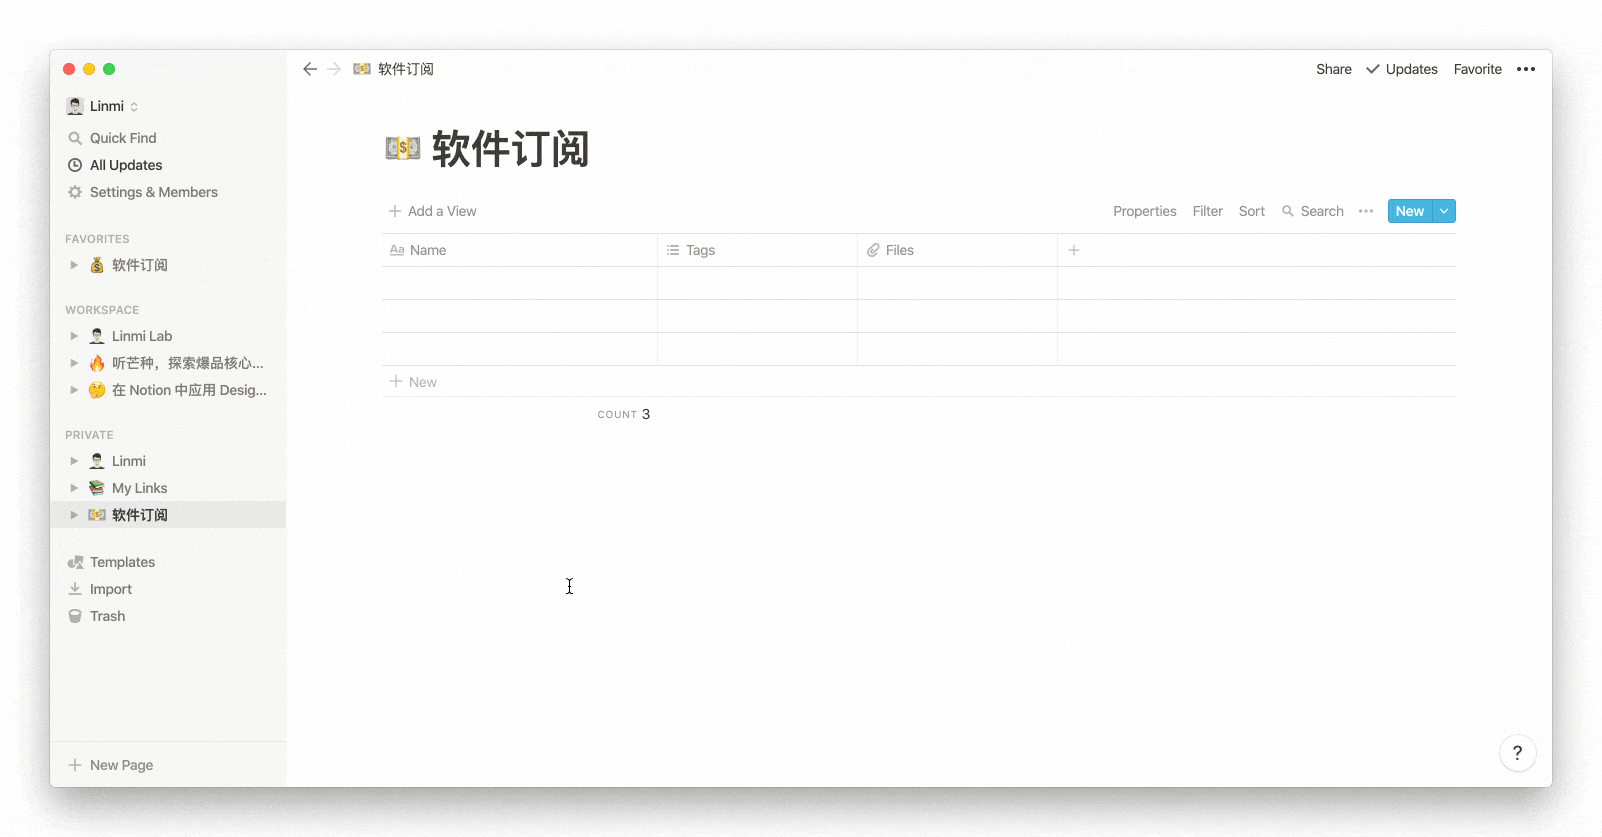 软件订阅
Share
Updates
Favorite
Linmi
Quick Find
All Updates
Settings & Members
FAVORITES
软件订阅
WORKSPACE
Linmi Lab
听芒种，探索爆品核心...
在 Notion 中应用 Desig...
PRIVATE
Linmi
My Links
软件订阅
Templates
Import
Trash
New Page
软件订阅
Add a View
Properties
Filter
Sort
Search
New
Aa Name
Tags
Files
New
COUNT 3
?